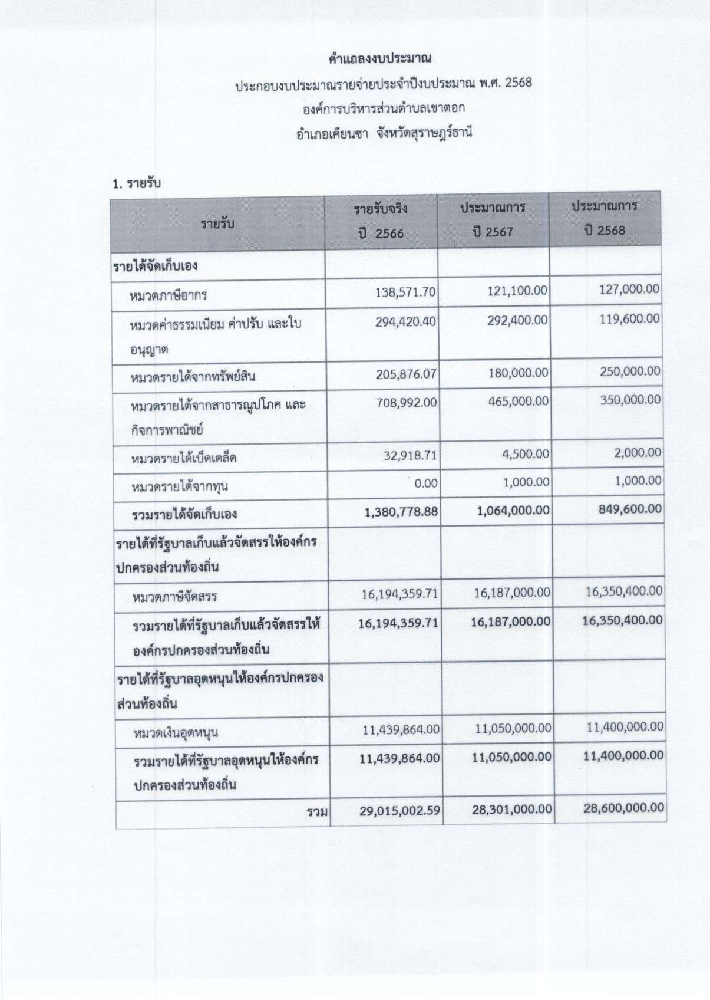 คำแถลงงบประมาณ
ประกอบงบประมาณรายจ่ายประจำปีงบประมาณ พ.ศ. 2568
องค์การบริหารส่วนตำบลเขาตอก
อำเภอเคียนซา จังหวัดสุราษฎร์ธานี
1. รายรับ
รายรับ รายรับจริง ปี 2566 ประมาณการ ปี 2567 ประมาณการ ปี 2568
รายได้จัดเก็บเอง
หมวดภาษีอากร 138,571.70 121,100.00 127,000.00
หมวดค่าธรรมเนียม ค่าปรับ และใบ 294,420.40 292,400.00 119,600.00
อนุญาต
หมวดรายได้จากทรัพย์สิน 205,876.07 180,000.00 250,000.00
หมวดรายได้จากสาธารณูปโภค และ 708,992.00 465,000.00 350,000.00
กิจการพาณิชย์
หมวดรายได้เบ็ดเตล็ด 32,918.71 4,500.00 2,000.00
หมวดรายได้จากทุน 0.00 1,000.00 1,000.00
รวมรายได้จัดเก็บเอง 1,380,778.88 1,064,000.00 849,600.00
รายได้ที่รัฐบาลเก็บแล้วจัดสรรให้องค์กร
ปกครองส่วนท้องถิ่น
หมวดภาษีจัดสรร 16,194,359.71 16,187,000.00 16,350,400.00
รวมรายได้ที่รัฐบาลเก็บแล้วจัดสรรให้ 16,194,359.71 16,187,000.00 16,350,400.00
องค์กรปกครองส่วนท้องถิ่น
รายได้ที่รัฐบาลอุดหนุนให้องค์กรปกครอง
ส่วนท้องถิ่น
หมวดเงินอุดหนุน 11,439,864.00 11,050,000.00 11,400,000.00
รวมรายได้ที่รัฐบาลอุดหนุนให้องค์กร 11,439,864.00 11,050,000.00 11,400,000.00
ปกครองส่วนท้องถิ่น
รวม 29,015,002.59 28,301,000.00 28,600,000.00